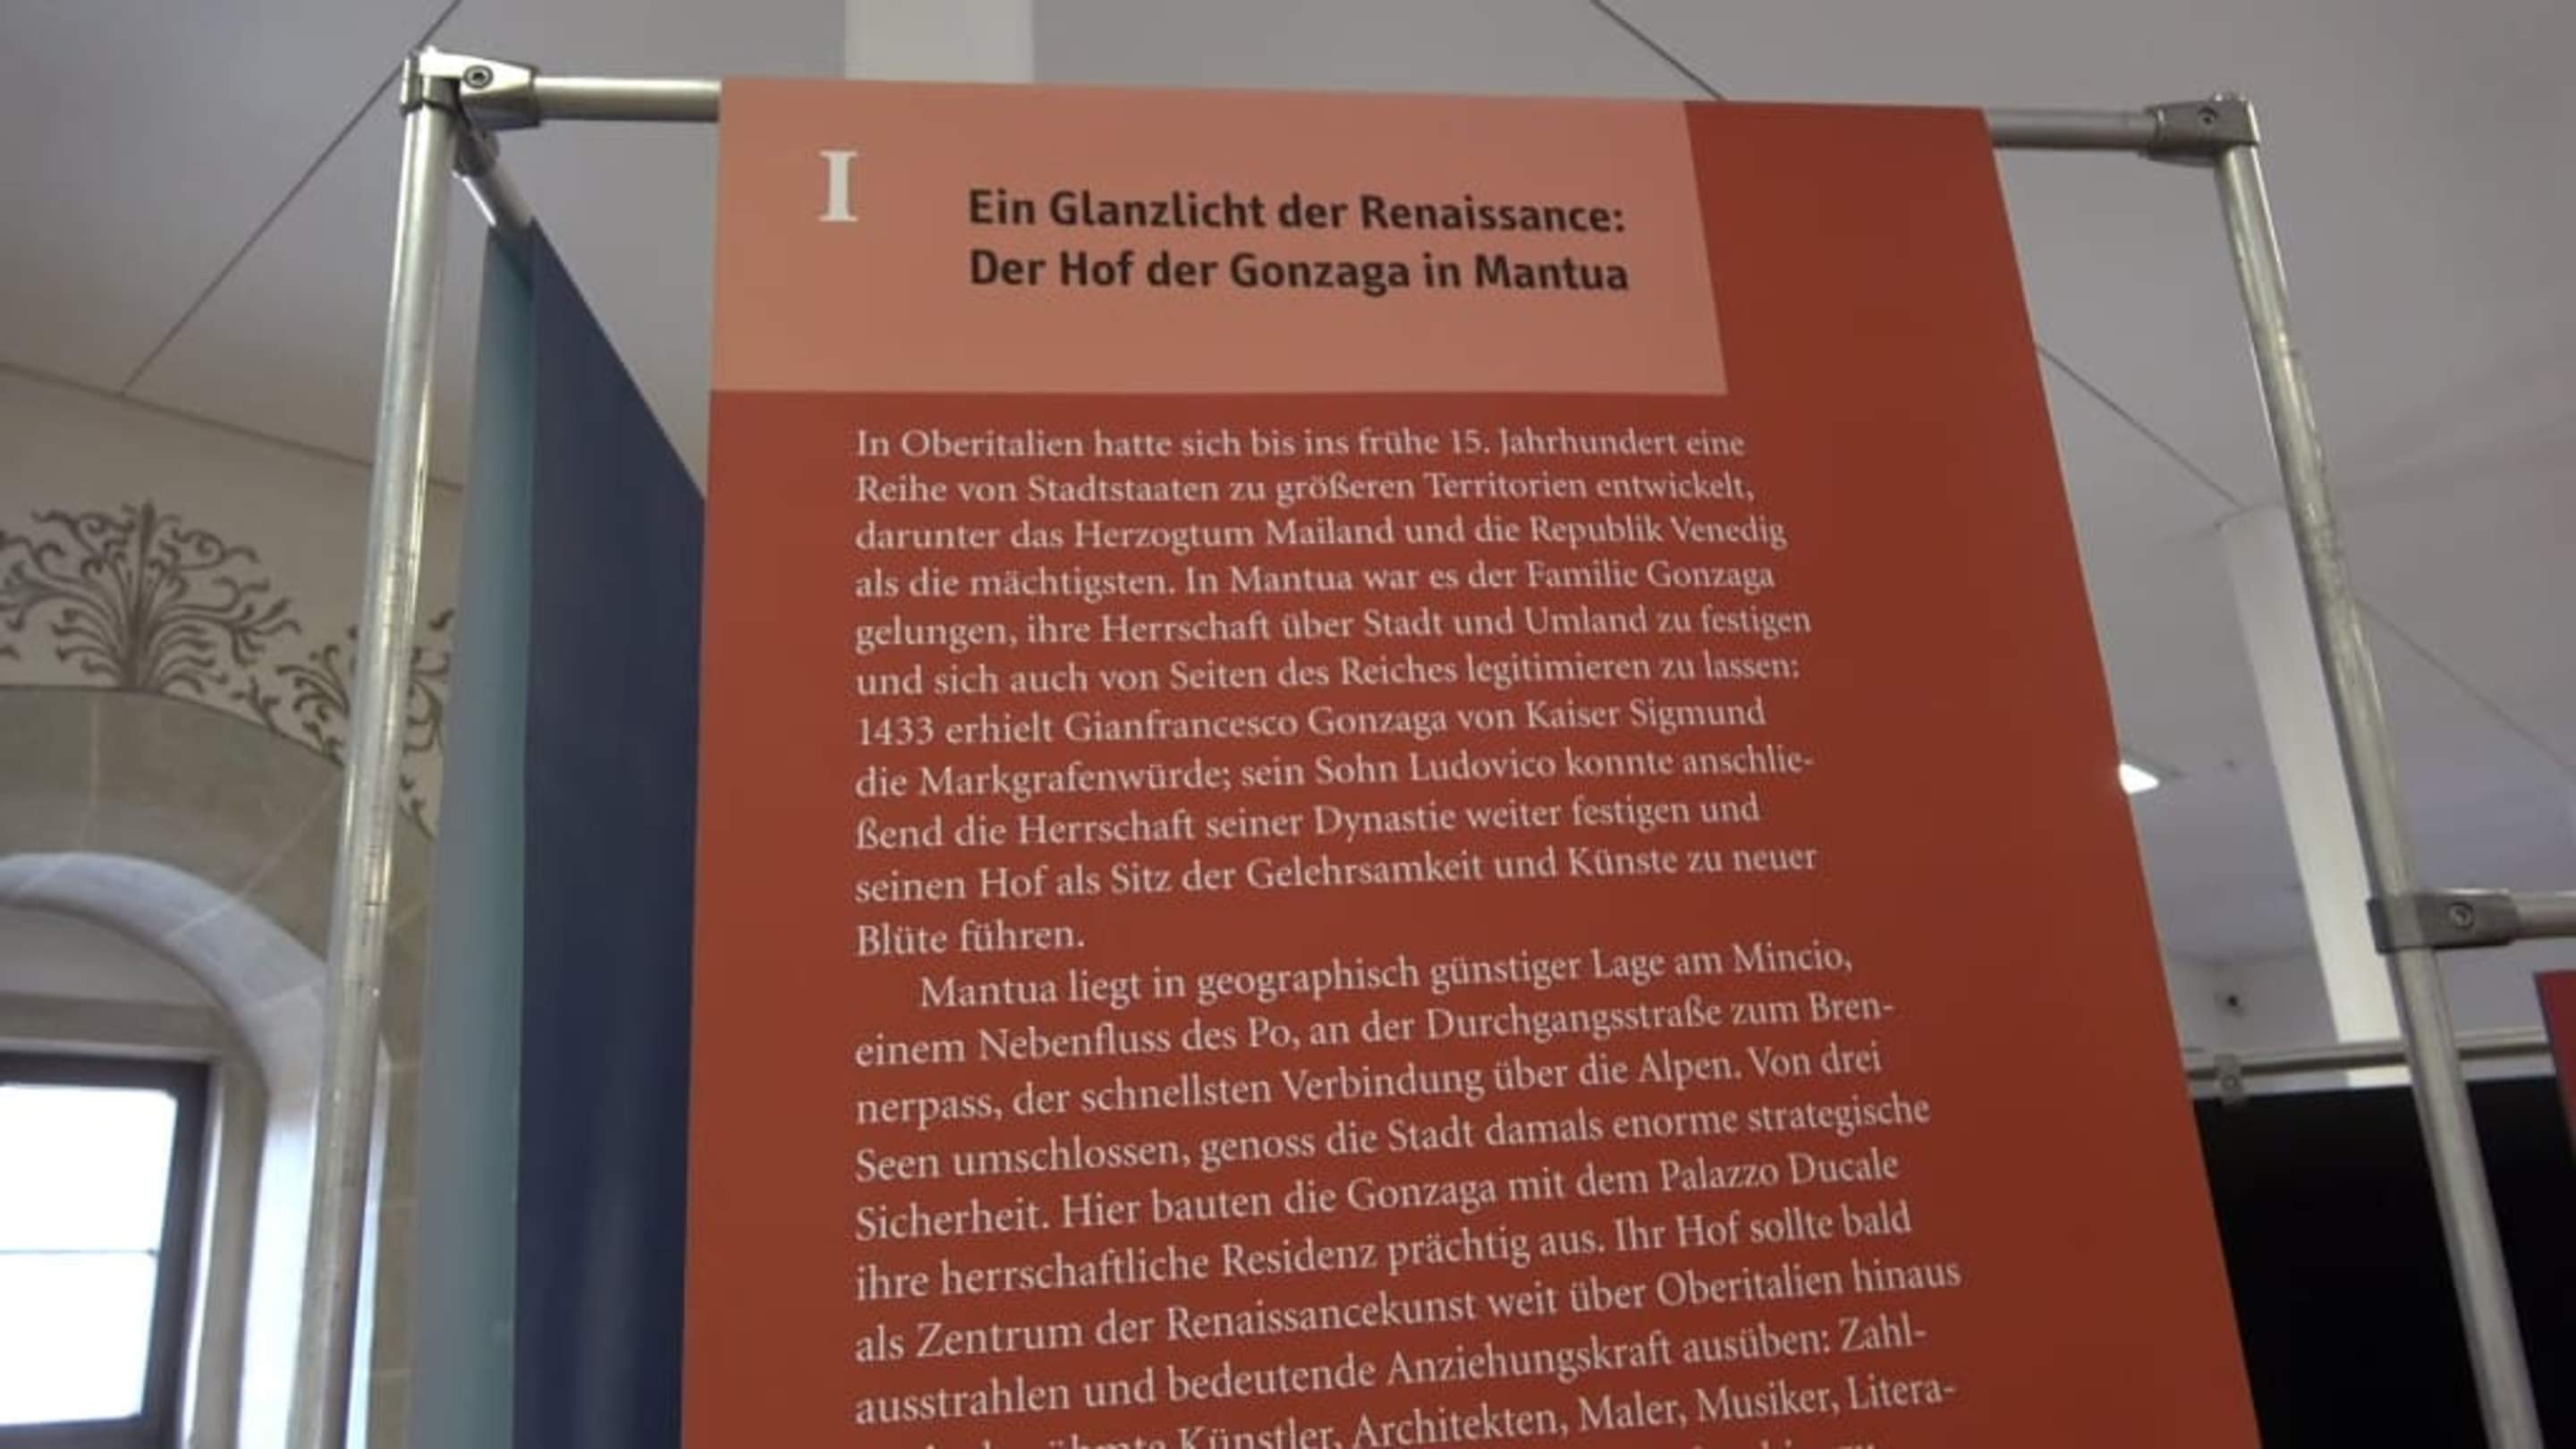 I
Ein Glanzlicht der Renaissance:
Der Hof der Gonzaga in Mantua
In Oberitalien hatte sich bis ins frühe 15. Jahrhundert eine
Reihe von Stadtstaaten zu größeren Territorien entwickelt,
darunter das Herzogtum Mailand und die Republik Venedig
als die mächtigsten. In Mantua war es der Familie Gonzaga
gelungen, ihre Herrschaft über Stadt und Umland zu festigen
und sich auch von Seiten des Reiches legitimieren zu lassen:
1433 erhielt Gianfrancesco Gonzaga von Kaiser Sigmund
die Markgrafenwürde; sein Sohn Ludovico konnte anschlie-
ßend die Herrschaft seiner Dynastie weiter festigen und
seinen Hof als Sitz der Gelehrsamkeit und Künste zu neuer
Blüte führen.
Mantua liegt in geographisch günstiger Lage am Mincio,
einem Nebenfluss des Po, an der Durchgangsstraße zum Bren-
nerpass, der schnellsten Verbindung über die Alpen. Von drei
Seen umschlossen, genoss die Stadt damals enorme strategische
Sicherheit. Hier bauten die Gonzaga mit dem Palazzo Ducale
ihre herrschaftliche Residenz prächtig aus. Ihr Hof sollte bald
als Zentrum der Renaissancekunst weit über Oberitalien hinaus
ausstrahlen und bedeutende Anziehungskraft ausüben: Zahl-
Künstler, Architekten, Maler, Musiker, Litera-